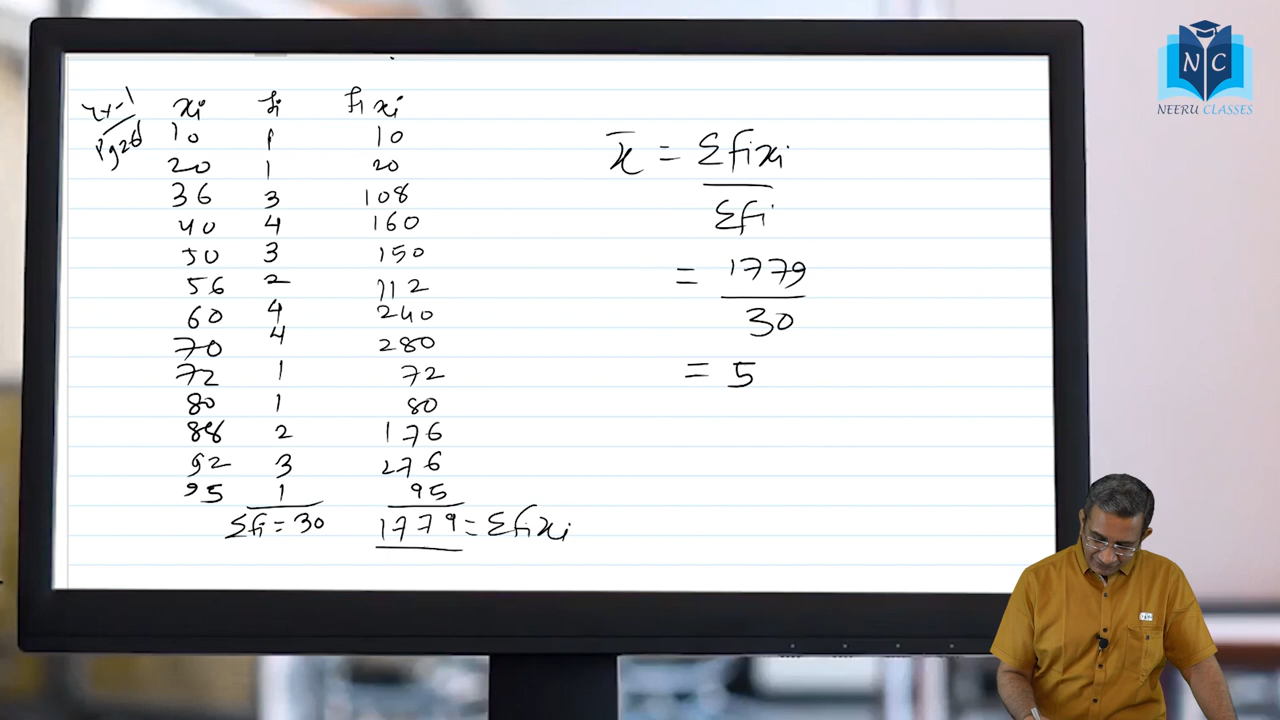 Ex-1
Pg 26
xi fi fi xi
10 1 10
20 1 20
36 3 108
40 4 160
50 3 150
56 2 112
60 4 240
70 4 280
72 1 72
80 1 80
88 2 176
92 3 276
95 1 95
Σfi = 30 1779 = Σfixi
x̄ = Σfixi
Σfi
= 1779
30
= 5
N C
NEERU CLASSES